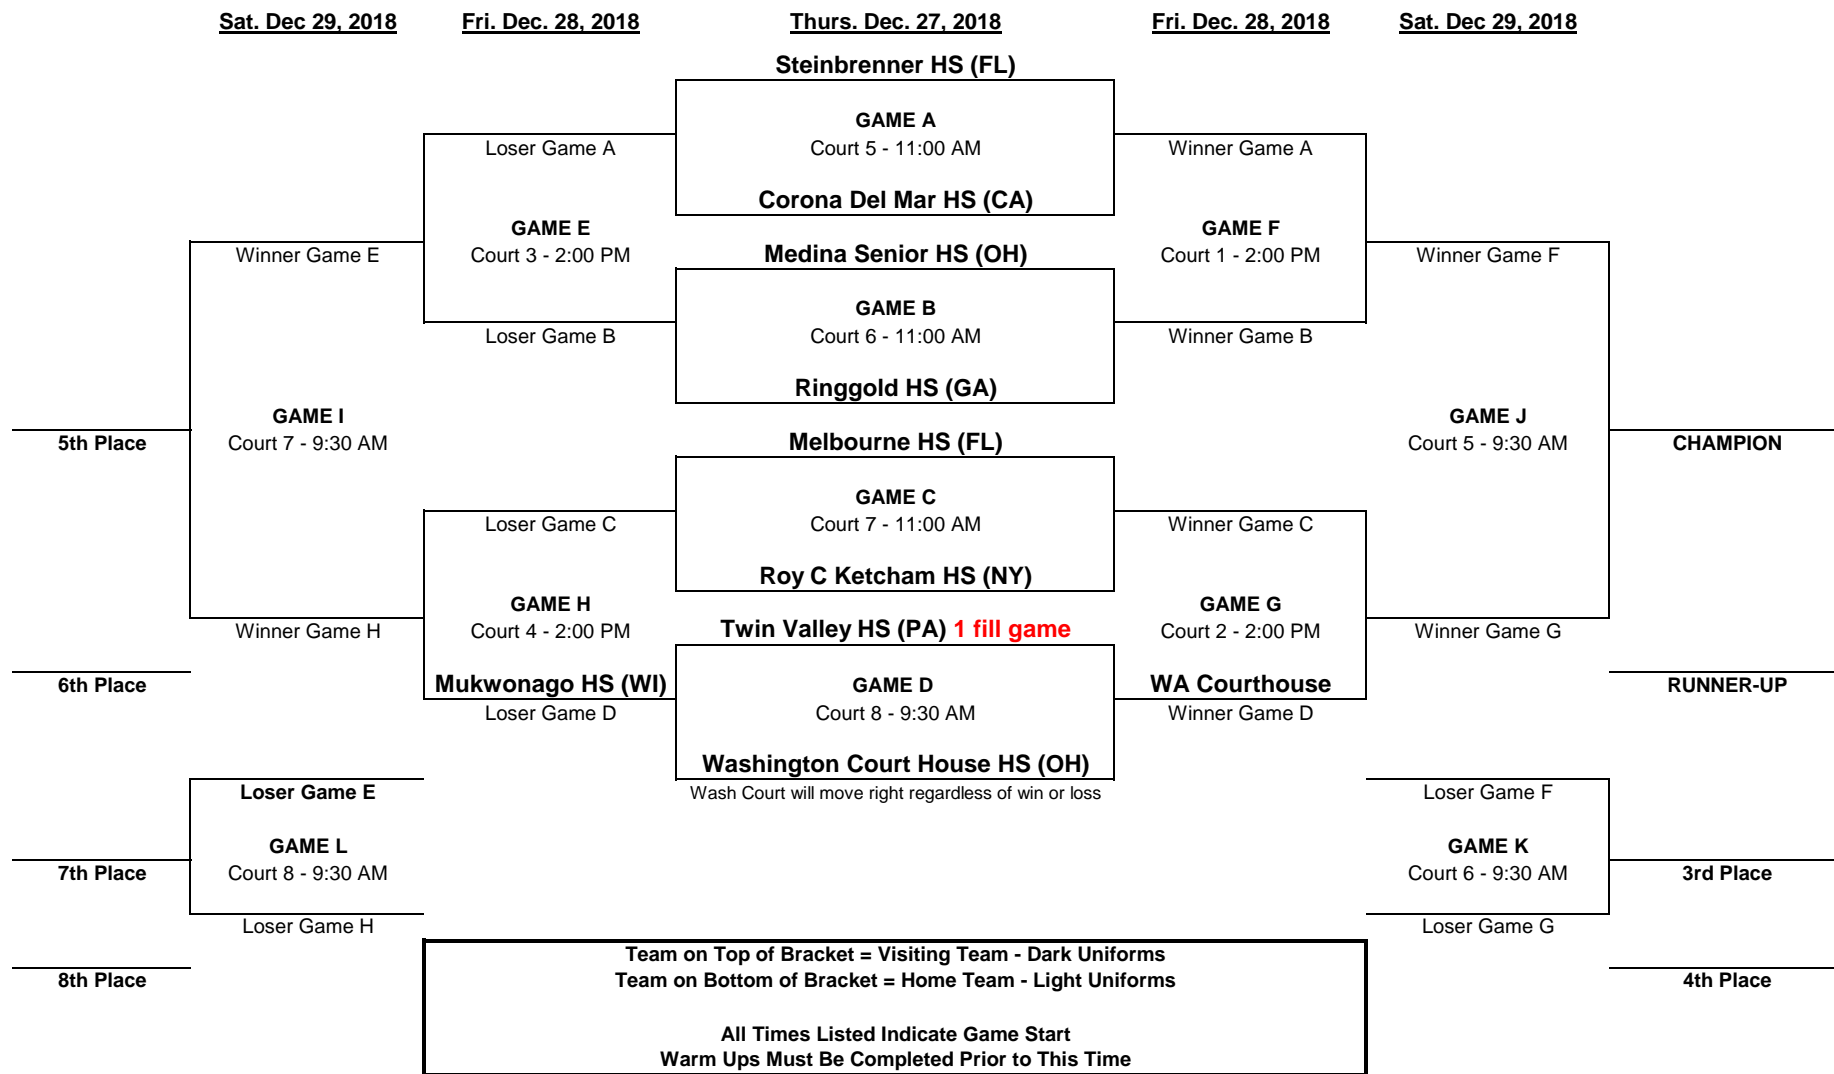 Sat. Dec 29, 2018
Fri. Dec. 28, 2018
Thurs. Dec. 27, 2018
Fri. Dec. 28, 2018
Sat. Dec 29, 2018
Steinbrenner HS (FL)
GAME A
Loser Game A
Court 5 - 11:00 AM
Winner Game A
Corona Del Mar HS (CA)
GAME E
GAME F
Winner Game E
Court 3 - 2:00 PM
Medina Senior HS (OH)
Court 1 - 2:00 PM
Winner Game F
GAME B
Loser Game B
Court 6 - 11:00 AM
Winner Game B
Ringgold HS (GA)
GAME I
GAME J
5th Place
Court 7 - 9:30 AM
Melbourne HS (FL)
Court 5 - 9:30 AM
CHAMPION
GAME C
Loser Game C
Court 7 - 11:00 AM
Winner Game C
Roy C Ketcham HS (NY)
GAME H
GAME G
Winner Game H
Court 4 - 2:00 PM
Twin Valley HS (PA) 1 fill game
Court 2 - 2:00 PM
Winner Game G
6th Place
Mukwonago HS (WI)
GAME D
WA Courthouse
RUNNER-UP
Loser Game D
Court 8 - 9:30 AM
Winner Game D
Washington Court House HS (OH)
Loser Game E
Wash Court will move right regardless of win or loss
Loser Game F
GAME L
GAME K
7th Place
Court 8 - 9:30 AM
Court 6 - 9:30 AM
3rd Place
Loser Game H
Loser Game G
Team on Top of Bracket = Visiting Team - Dark Uniforms
8th Place
Team on Bottom of Bracket = Home Team - Light Uniforms
4th Place
All Times Listed Indicate Game Start
Warm Ups Must Be Completed Prior to This Time